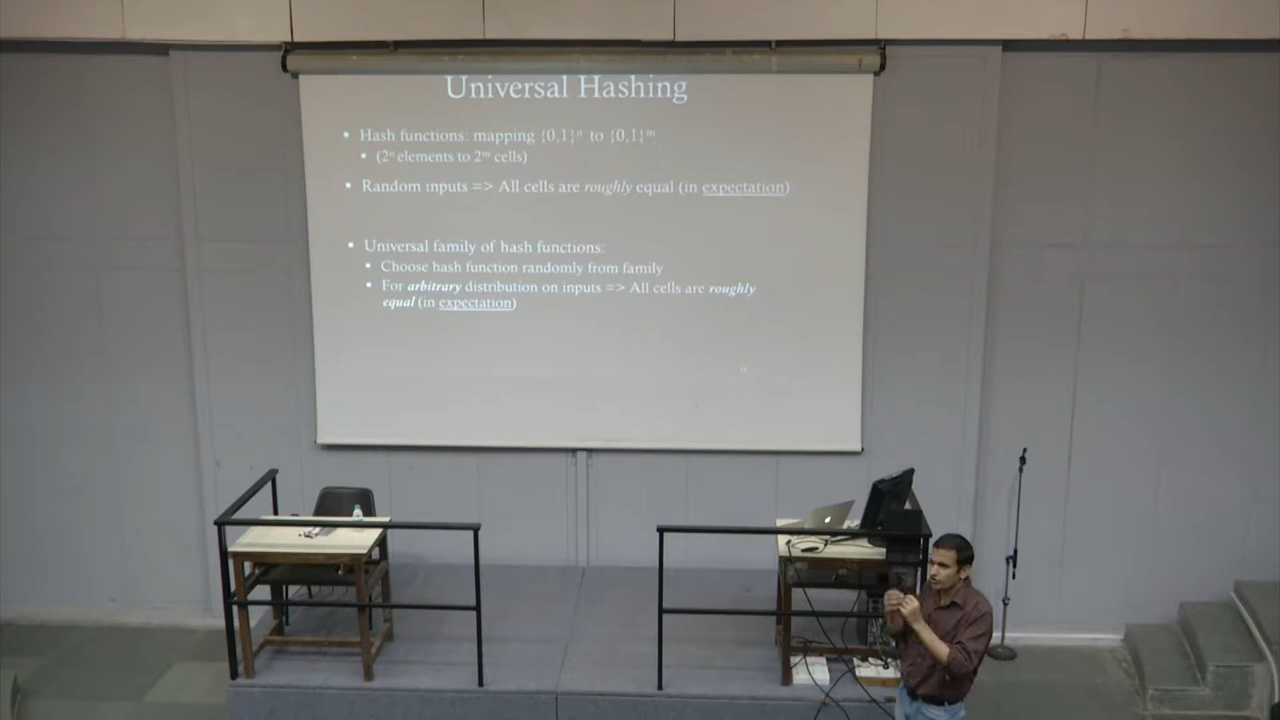 Universal Hashing
▪ Hash functions: mapping {0,1}ⁿ to {0,1}ᵐ
• (2ⁿ elements to 2ᵐ cells)
▪ Random inputs => All cells are roughly equal (in expectation)
▪ Universal family of hash functions:
• Choose hash function randomly from family
• For arbitrary distribution on inputs => All cells are roughly
equal (in expectation)